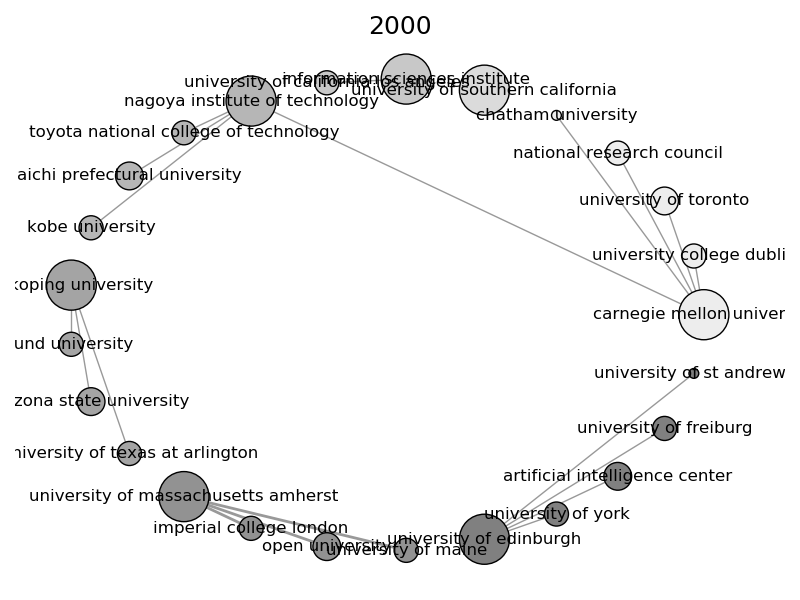 2000
information sciences institute
university of california los angeles
university of southern california
nagoya institute of technology
chatham university
toyota national college of technology
national research council
aichi prefectural university
university of toronto
kobe university
university college dubli
koping university
carnegie mellon univer
und university
university of st andrew
zona state university
university of freiburg
niversity of texas at arlington
artificial intelligence center
university of massachusetts amherst
university of york
imperial college london
university of edinburgh
open university
university of maine